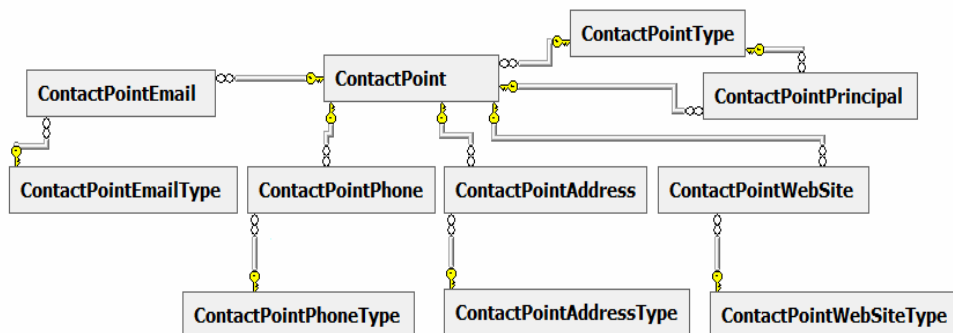 ContactPointType
ContactPoint
ContactPointEmail
ContactPointPrincipal
ContactPointEmailType
ContactPointPhone
ContactPointAddress
ContactPointWebSite
ContactPointPhoneType
ContactPointAddressType
ContactPointWebSiteType